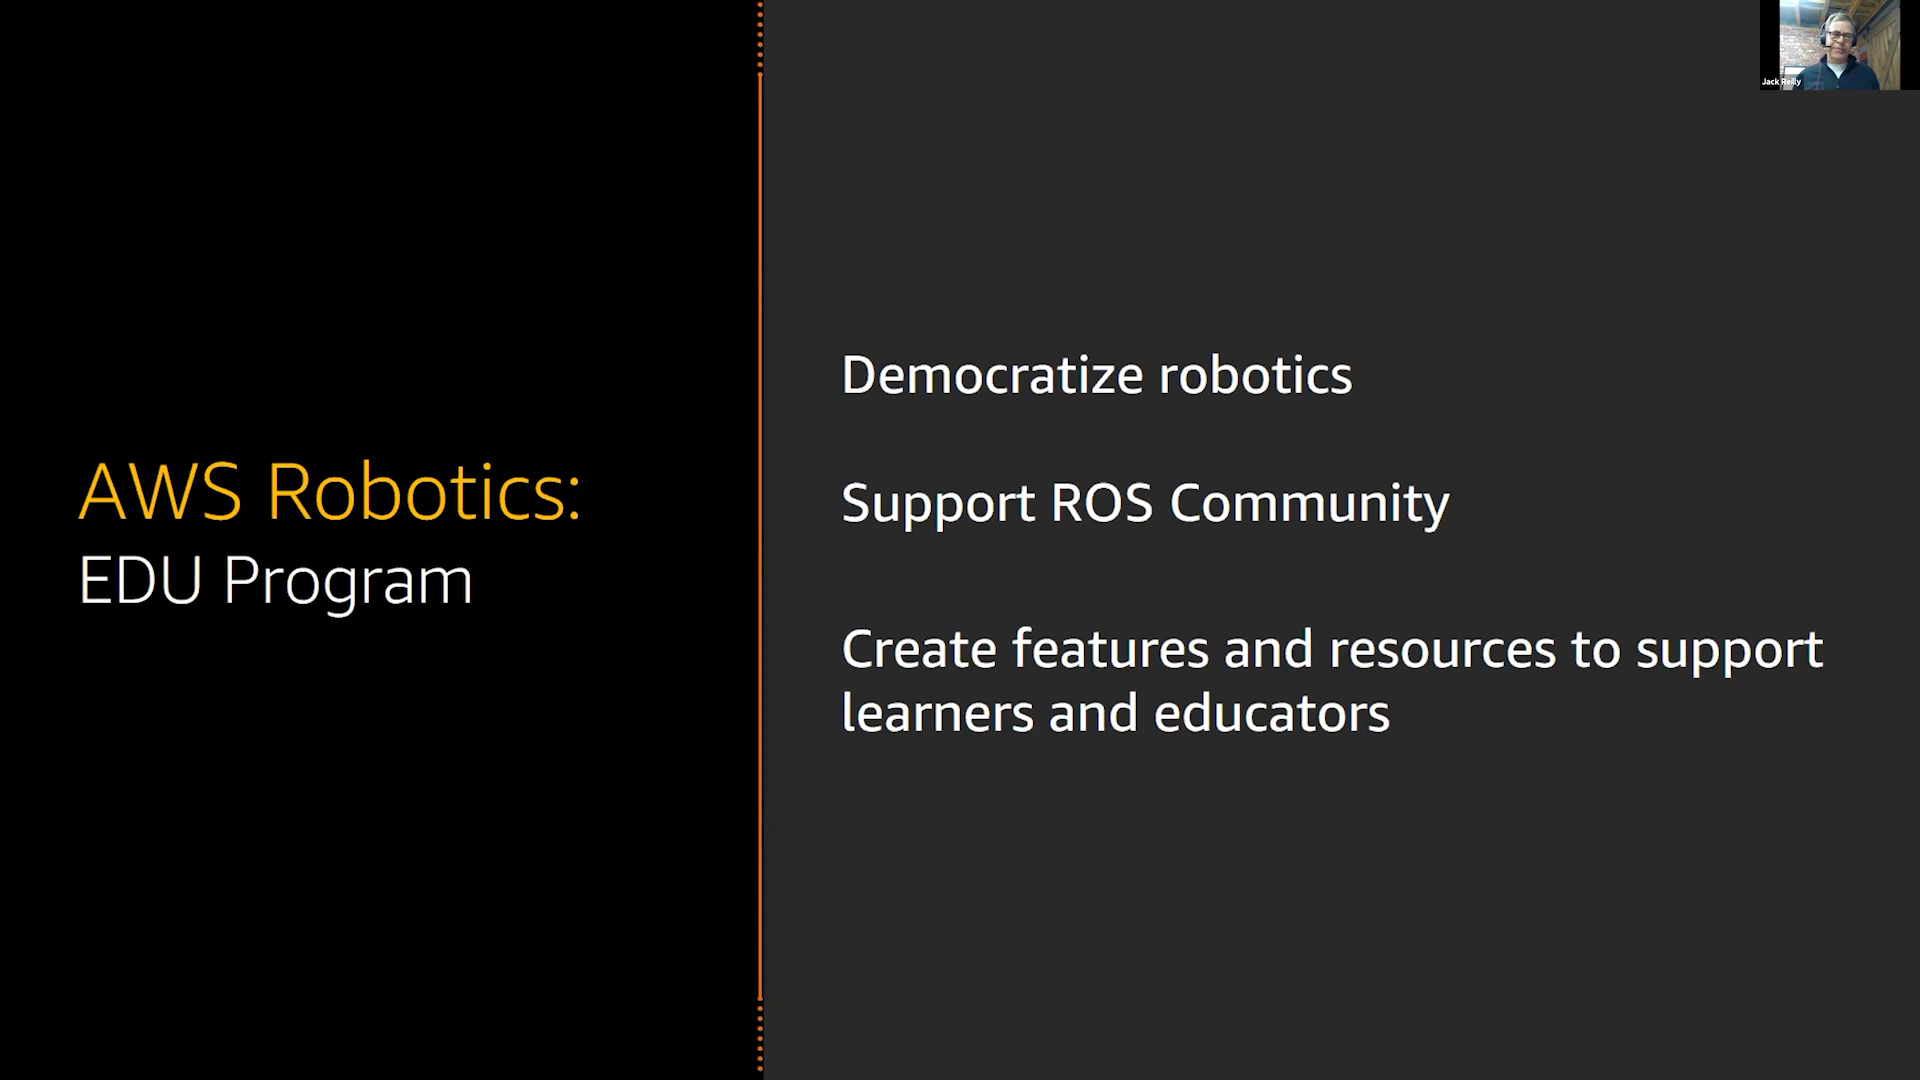 AWS Robotics:
EDU Program
Democratize robotics
Support ROS Community
Create features and resources to support
learners and educators
Jack Reilly